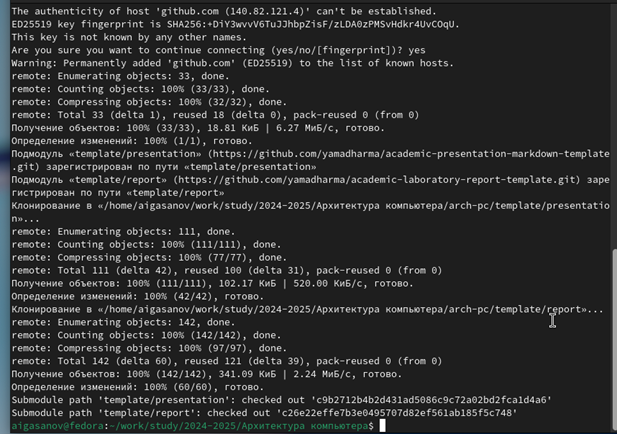 The authenticity of host 'github.com (140.82.121.4)' can't be established.
ED25519 key fingerprint is SHA256:+DiY3wvvV6TuJJhbpZisF/zLDA0zPMSvHdkr4UvCOqU.
This key is not known by any other names.
Are you sure you want to continue connecting (yes/no/[fingerprint])? yes
Warning: Permanently added 'github.com' (ED25519) to the list of known hosts.
remote: Enumerating objects: 33, done.
remote: Counting objects: 100% (33/33), done.
remote: Compressing objects: 100% (32/32), done.
remote: Total 33 (delta 1), reused 18 (delta 0), pack-reused 0 (from 0)
Получение объектов: 100% (33/33), 18.81 КиБ | 6.27 МиБ/с, готово.
Определение изменений: 100% (1/1), готово.
Подмодуль «template/presentation» (https://github.com/yamadharma/academic-presentation-markdown-template
.git) зарегистрирован по пути «template/presentation»
Подмодуль «template/report» (https://github.com/yamadharma/academic-laboratory-report-template.git) заре
гистрирован по пути «template/report»
Клонирование в «/home/aigasanov/work/study/2024-2025/Архитектура компьютера/arch-pc/template/presentatio
n»...
remote: Enumerating objects: 111, done.
remote: Counting objects: 100% (111/111), done.
remote: Compressing objects: 100% (77/77), done.
remote: Total 111 (delta 42), reused 100 (delta 31), pack-reused 0 (from 0)
Получение объектов: 100% (111/111), 102.17 КиБ | 520.00 КиБ/с, готово.
Определение изменений: 100% (42/42), готово.
Клонирование в «/home/aigasanov/work/study/2024-2025/Архитектура компьютера/arch-pc/template/report»...
remote: Enumerating objects: 142, done.
remote: Counting objects: 100% (142/142), done.
remote: Compressing objects: 100% (97/97), done.
remote: Total 142 (delta 60), reused 121 (delta 39), pack-reused 0 (from 0)
Получение объектов: 100% (142/142), 341.09 КиБ | 2.24 МиБ/с, готово.
Определение изменений: 100% (60/60), готово.
Submodule path 'template/presentation': checked out 'c9b2712b4b2d431ad5086c9c72a02bd2fca1d4a6'
Submodule path 'template/report': checked out 'c26e22effe7b3e0495707d82ef561ab185f5c748'
aigasanov@fedora:~/work/study/2024-2025/Архитектура компьютера$